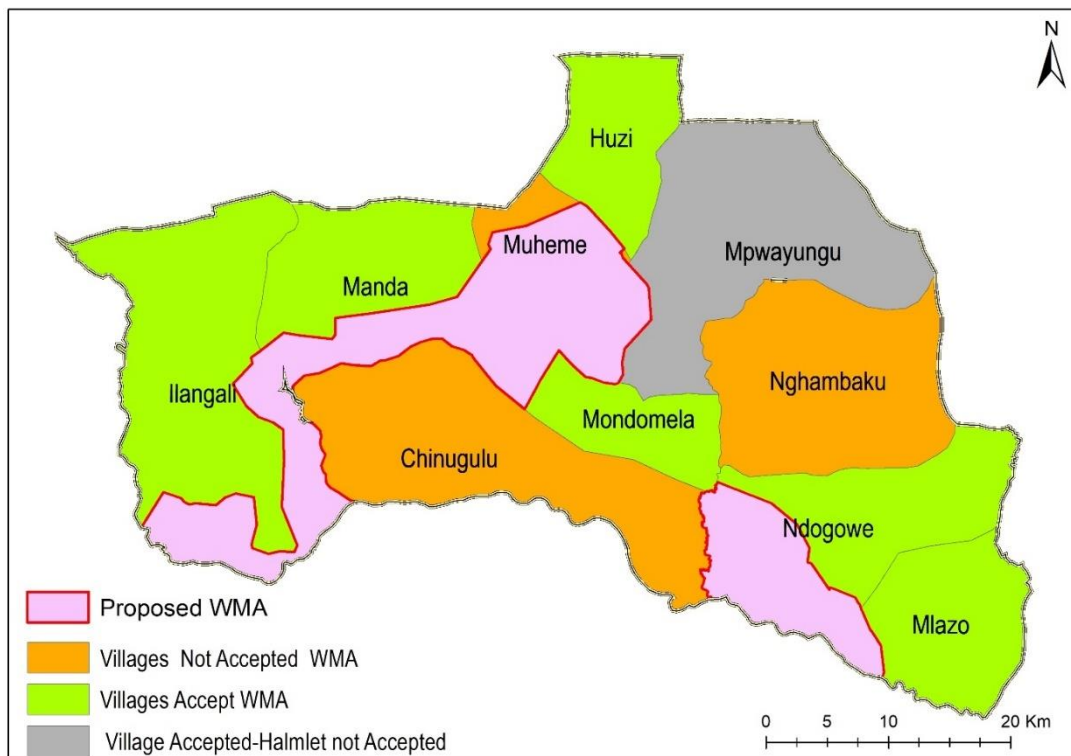 N
Huzi
Muheme
Mpwayungu
Manda
Ilangali
Nghambaku
Mondomela
Chinugulu
Ndogowe
Mlazo
Proposed WMA
Villages Not Accepted WMA
Villages Accept WMA
Village Accepted-Halmlet not Accepted
0 5 10 20 Km